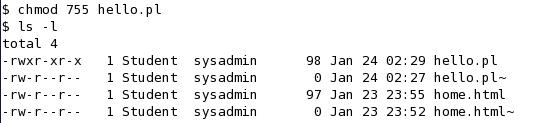 $ chmod 755 hello.pl
$ ls -l
total 4
-rwxr-xr-x   1 Student  sysadmin      98 Jan 24 02:29 hello.pl
-rw-r--r--   1 Student  sysadmin       0 Jan 24 02:27 hello.pl~
-rw-r--r--   1 Student  sysadmin      97 Jan 23 23:55 home.html
-rw-r--r--   1 Student  sysadmin       0 Jan 23 23:52 home.html~